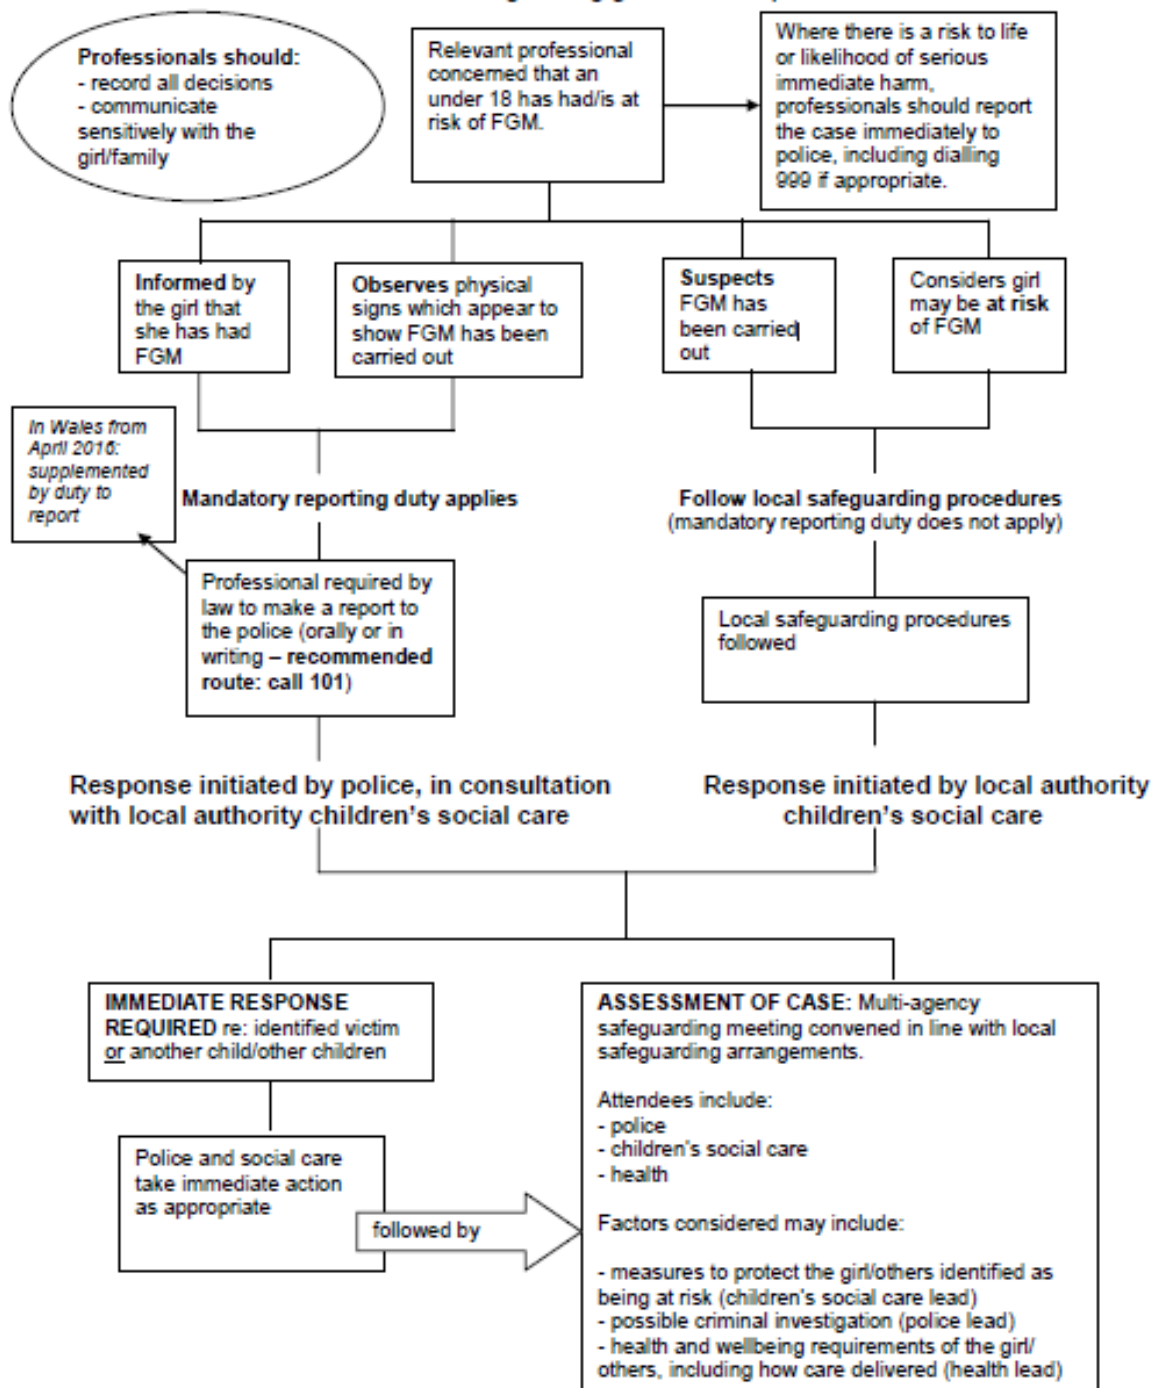 Professionals should:
- record all decisions
- communicate
sensitively with the
girl/family
Relevant professional
concerned that an
under 18 has had/is at
risk of FGM.
Where there is a risk to life
or likelihood of serious
immediate harm,
professionals should report
the case immediately to
police, including dialling
999 if appropriate.
Informed by
the girl that
she has had
FGM
Observes physical
signs which appear to
show FGM has been
carried out
Suspects
FGM has
been carried
out
Considers girl
may be at risk
of FGM
In Wales from
April 2016:
supplemented
by duty to
report
Mandatory reporting duty applies
Follow local safeguarding procedures
(mandatory reporting duty does not apply)
Professional required by
law to make a report to
the police (orally or in
writing – recommended
route: call 101)
Local safeguarding procedures
followed
Response initiated by police, in consultation
with local authority children's social care
Response initiated by local authority
children's social care
IMMEDIATE RESPONSE
REQUIRED re: identified victim
or another child/other children
Police and social care
take immediate action
as appropriate
followed by
ASSESSMENT OF CASE: Multi-agency
safeguarding meeting convened in line with local
safeguarding arrangements.
Attendees include:
- police
- children's social care
- health
Factors considered may include:
- measures to protect the girl/others identified as
being at risk (children's social care lead)
- possible criminal investigation (police lead)
- health and wellbeing requirements of the girl/
others, including how care delivered (health lead)